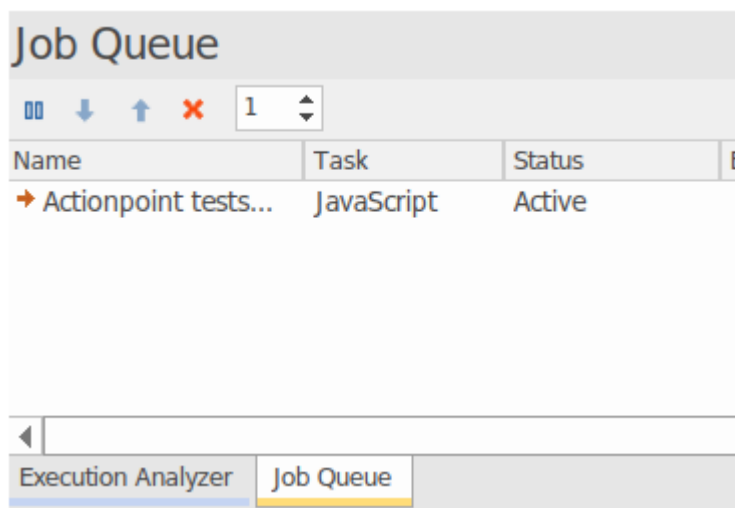 Job Queue
1
Name Task Status
Actionpoint tests... JavaScript Active
Execution Analyzer Job Queue